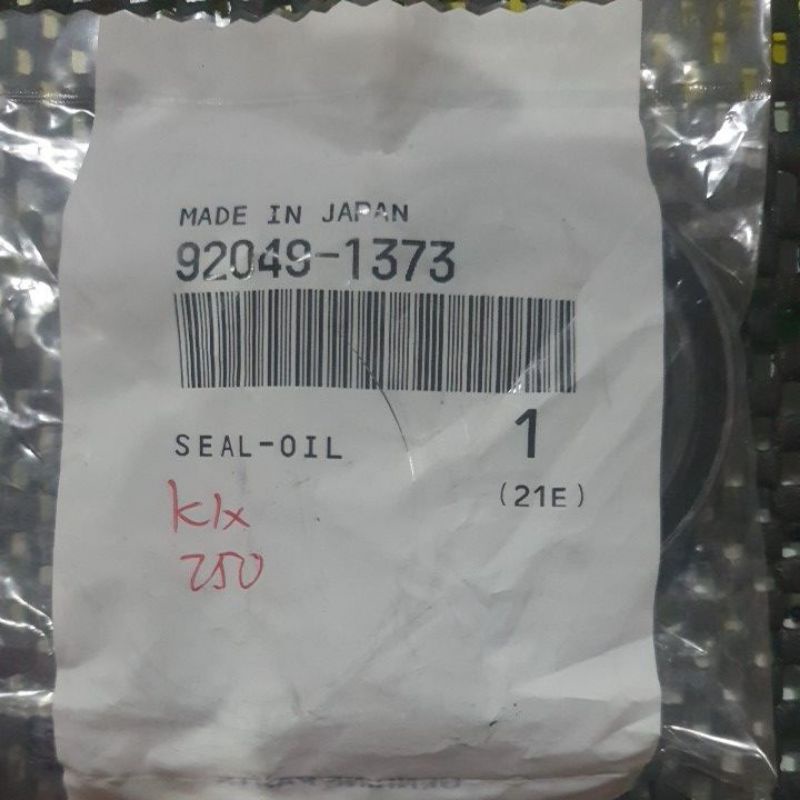 MADE IN JAPAN
92049-1373
SEAL-OIL 1
(21E)
Klx
250